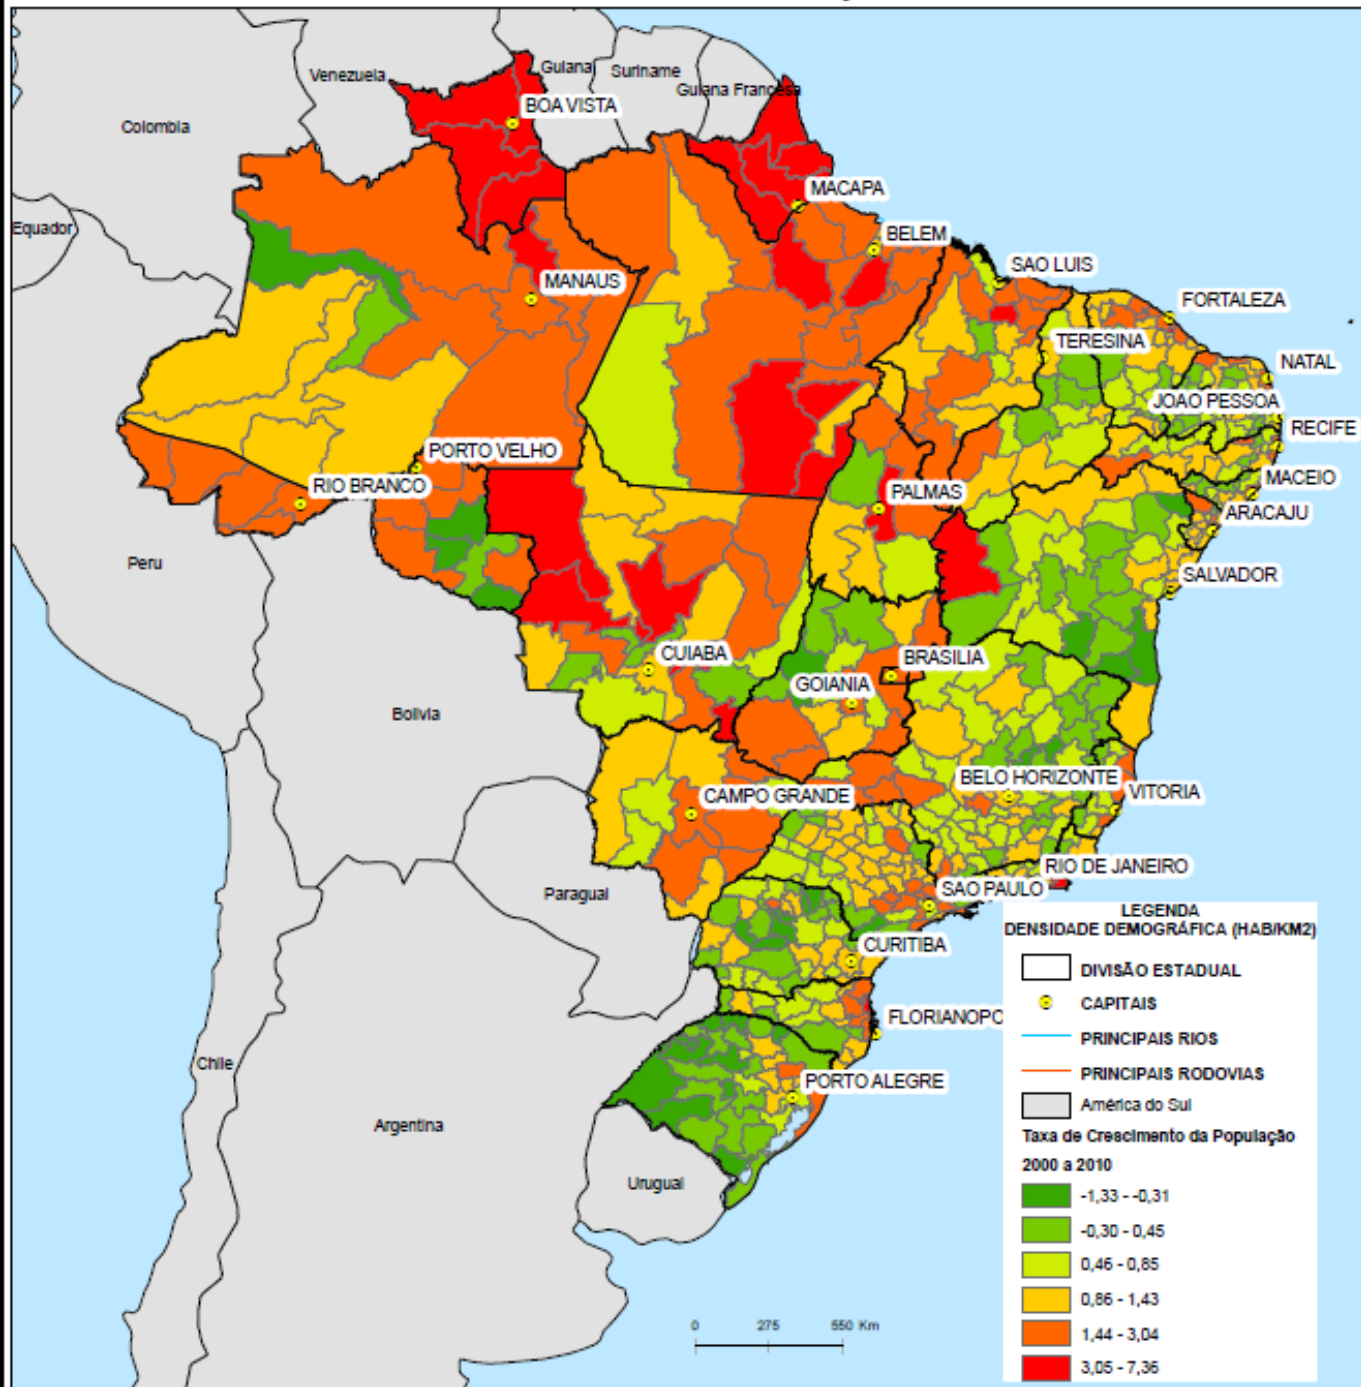 Venezuela
Guiana
Suriname
Guiana Francesa
Colombia
BOA VISTA
MACAPA
Equador
BELEM
SAO LUIS
MANAUS
FORTALEZA
TERESINA
NATAL
JOAO PESSOA
RECIFE
PORTO VELHO
RIO BRANCO
MACEIO
PALMAS
ARACAJU
Peru
SALVADOR
CUIABA
BRASILIA
GOIANIA
Bolivia
BELO HORIZONTE
VITORIA
CAMPO GRANDE
RIO DE JANEIRO
Paraguai
SAO PAULO
CURITIBA
FLORIANOPO
Chile
PORTO ALEGRE
Argentina
Uruguai
LEGENDA
DENSIDADE DEMOGRÁFICA (HAB/KM2)
DIVISÃO ESTADUAL
CAPITAIS
PRINCIPAIS RIOS
PRINCIPAIS RODOVIAS
América do Sul
Taxa de Crescimento da População
2000 a 2010
-1,33 - -0,31
-0,30 - 0,45
0,46 - 0,85
0,86 - 1,43
1,44 - 3,04
3,05 - 7,36
0 275 550 Km